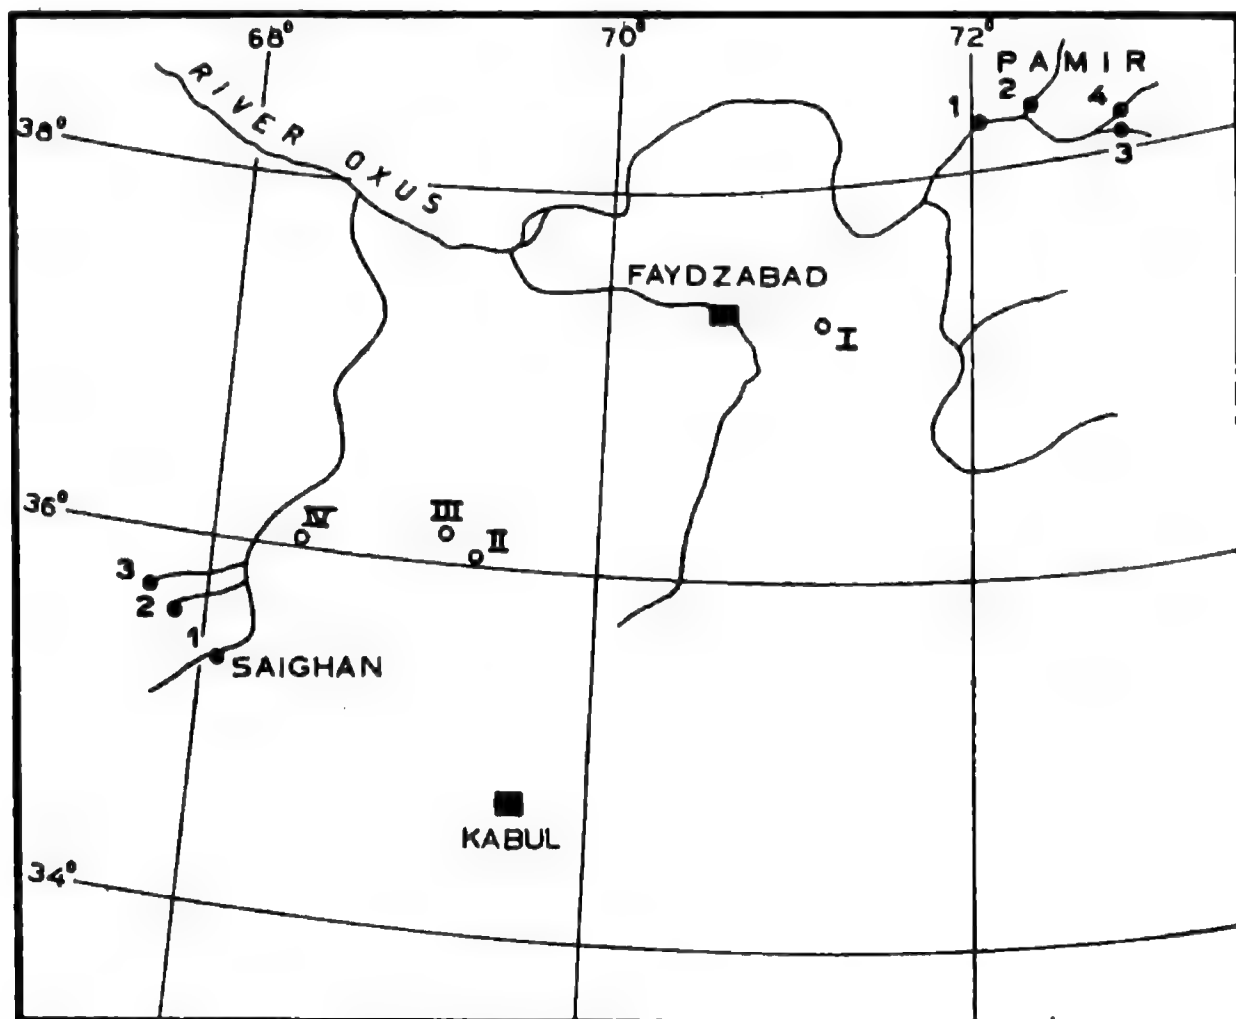 68° 70° 72°
PAMIR
RIVER OXUS
38°
1 2 4
3
FAYDZABAD
I
36°
IV III II
3
2
1
SAIGHAN
KABUL
34°